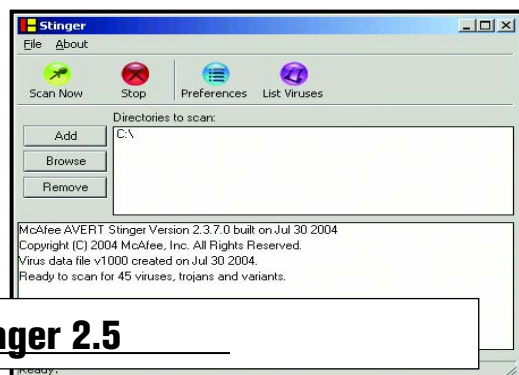 Stinger
File About
Scan Now Stop Preferences List Viruses
Directories to scan:
Add
C:\
Browse
Remove
McAfee AVERT Stinger Version 2.3.7.0 built on Jul 30 2004
Copyright (C) 2004 McAfee, Inc. All Rights Reserved.
Virus data file v1000 created on Jul 30 2004.
Ready to scan for 45 viruses, trojans and variants.
nger 2.5
Ready.